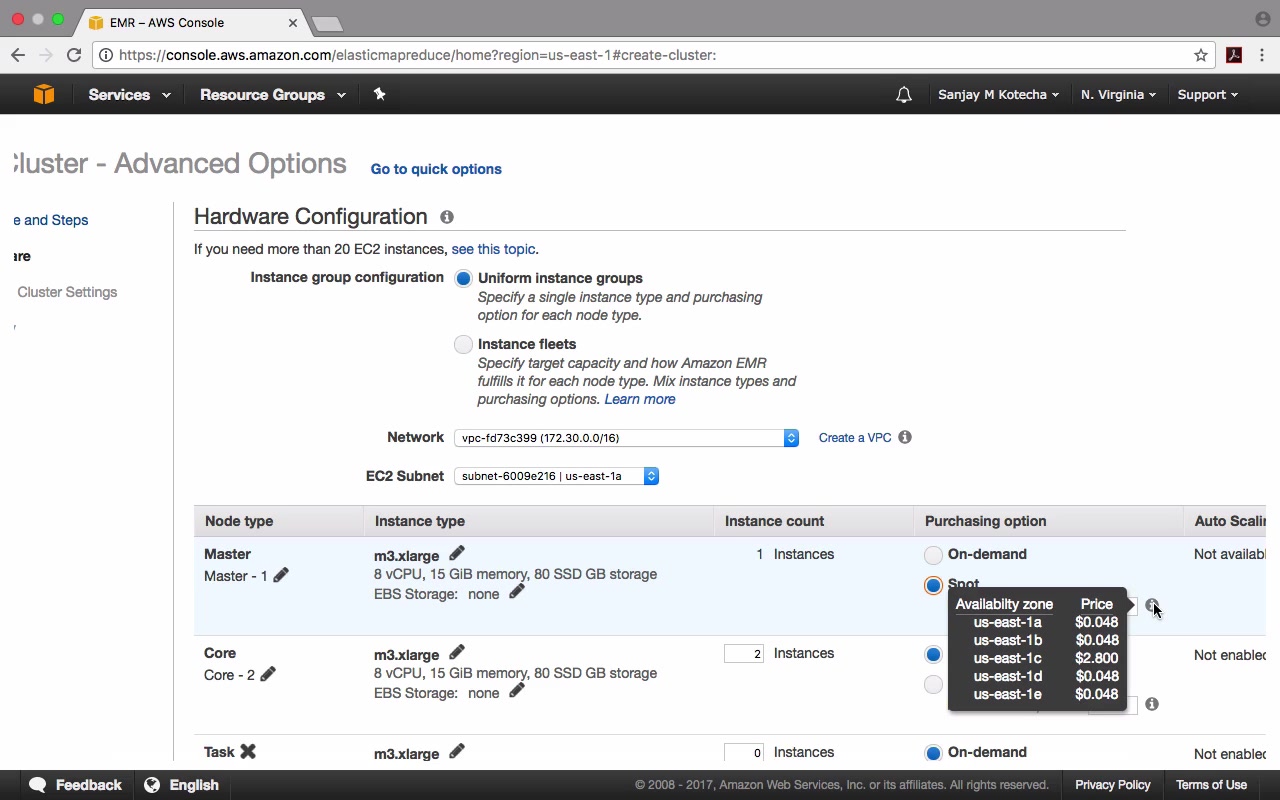 EMR – AWS Console
https://console.aws.amazon.com/elasticmapreduce/home?region=us-east-1#create-cluster:
Services Resource Groups Sanjay M Kotecha N. Virginia Support
Cluster - Advanced Options Go to quick options
e and Steps
are
Cluster Settings
Hardware Configuration
If you need more than 20 EC2 instances, see this topic.
Instance group configuration Uniform instance groups
Specify a single instance type and purchasing
option for each node type.
Instance fleets
Specify target capacity and how Amazon EMR
fulfills it for each node type. Mix instance types and
purchasing options. Learn more
Network vpc-fd73c399 (172.30.0.0/16) Create a VPC
EC2 Subnet subnet-6009e216 | us-east-1a
Node type Instance type Instance count Purchasing option Auto Scalin
Master m3.xlarge 1 Instances On-demand Not availabl
Master - 1 8 vCPU, 15 GiB memory, 80 SSD GB storage Spot
EBS Storage: none
Availabilty zone Price
us-east-1a $0.048
us-east-1b $0.048
us-east-1c $2.800
us-east-1d $0.048
us-east-1e $0.048
Core m3.xlarge 2 Instances Not enabled
Core - 2 8 vCPU, 15 GiB memory, 80 SSD GB storage
EBS Storage: none
Task m3.xlarge 0 Instances On-demand Not enabled
Feedback English © 2008 - 2017, Amazon Web Services, Inc. or its affiliates. All rights reserved. Privacy Policy Terms of Use